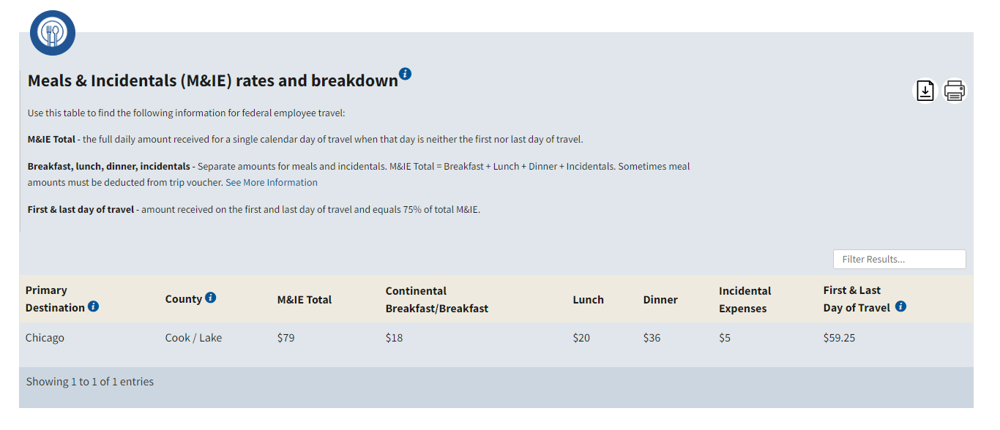 Meals & Incidentals (M&IE) rates and breakdown
Use this table to find the following information for federal employee travel:
M&IE Total - the full daily amount received for a single calendar day of travel when that day is neither the first nor last day of travel.
Breakfast, lunch, dinner, incidentals - Separate amounts for meals and incidentals. M&IE Total = Breakfast + Lunch + Dinner + Incidentals. Sometimes meal
amounts must be deducted from trip voucher. See More Information
First & last day of travel - amount received on the first and last day of travel and equals 75% of total M&IE.
Filter Results...
Primary Destination County M&IE Total Continental Breakfast/Breakfast Lunch Dinner Incidental Expenses First & Last Day of Travel
Chicago Cook / Lake $79 $18 $20 $36 $5 $59.25
Showing 1 to 1 of 1 entries